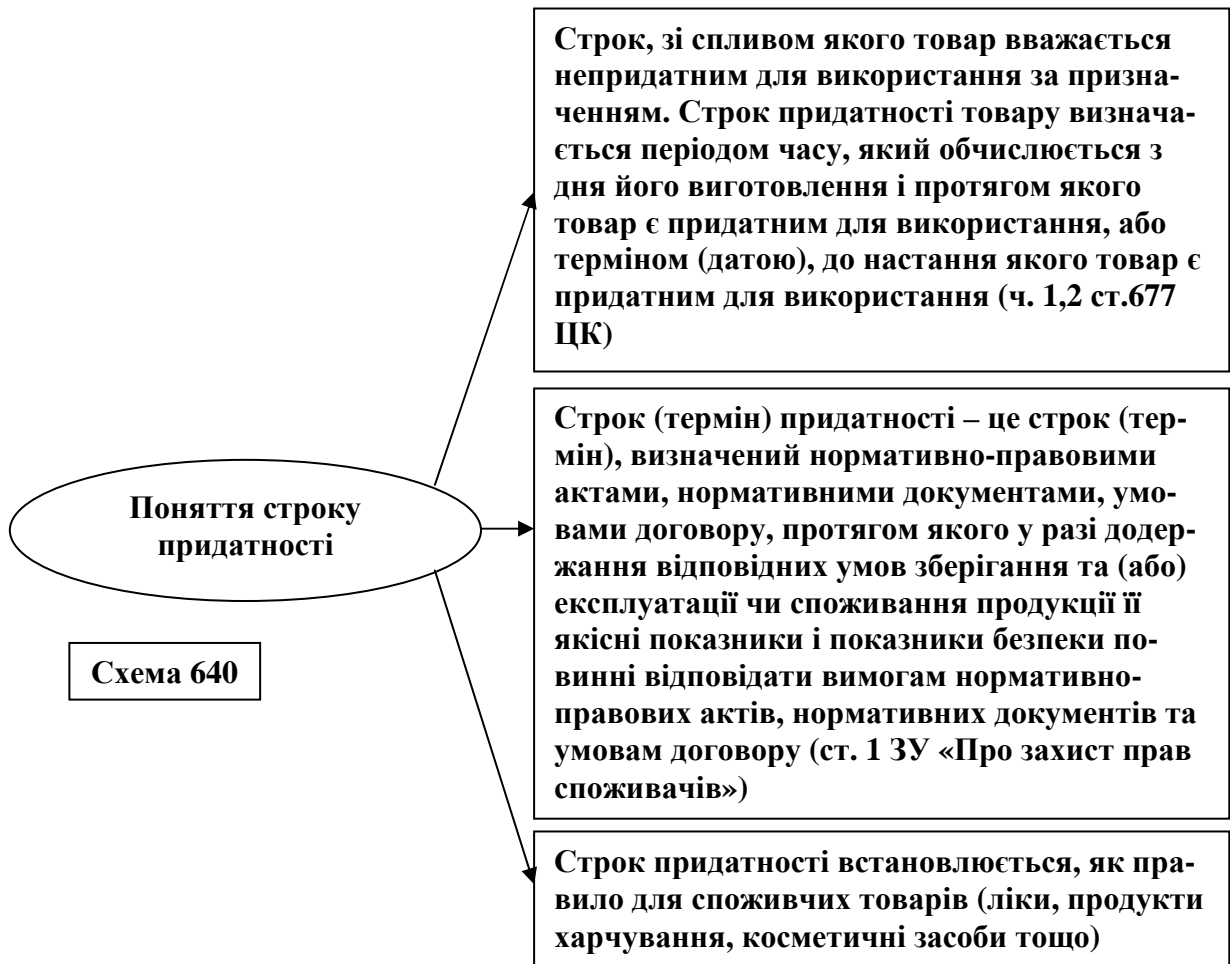 Строк, зі спливом якого товар вважається
непридатним для використання за призна-
ченням. Строк придатності товару визнача-
ється періодом часу, який обчислюється з
дня його виготовлення і протягом якого
товар є придатним для використання, або
терміном (датою), до настання якого товар є
придатним для використання (ч. 1,2 ст.677
ЦК)
Поняття строку
придатності
Строк (термін) придатності – це строк (тер-
мін), визначений нормативно-правовими
актами, нормативними документами, умо-
вами договору, протягом якого у разі додер-
жання відповідних умов зберігання та (або)
експлуатації чи споживання продукції її
якісні показники і показники безпеки по-
винні відповідати вимогам нормативно-
правових актів, нормативних документів та
умовам договору (ст. 1 ЗУ «Про захист прав
споживачів»)
Схема 640
Строк придатності встановлюється, як пра-
вило для споживчих товарів (ліки, продукти
харчування, косметичні засоби тощо)